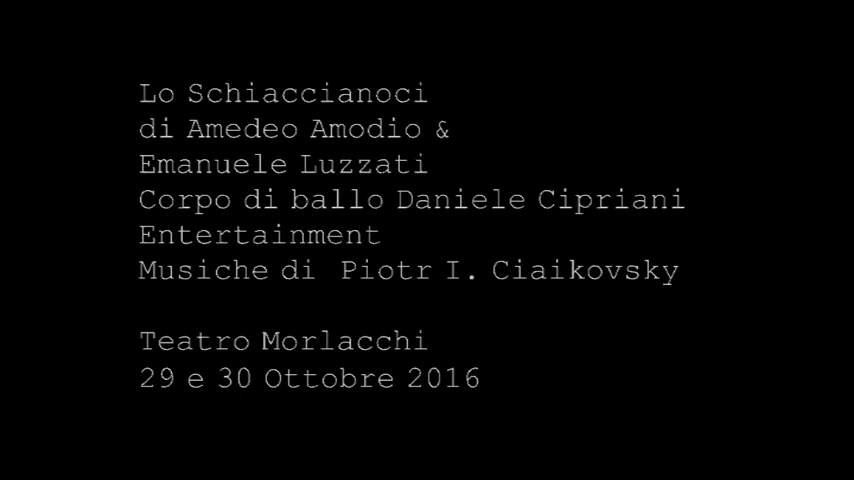 Lo Schiaccianoci
di Amedeo Amodio &
Emanuele Luzzati
Corpo di ballo Daniele Cipriani
Entertainment
Musiche di Piotr I. Ciaikovsky
Teatro Morlacchi
29 e 30 Ottobre 2016